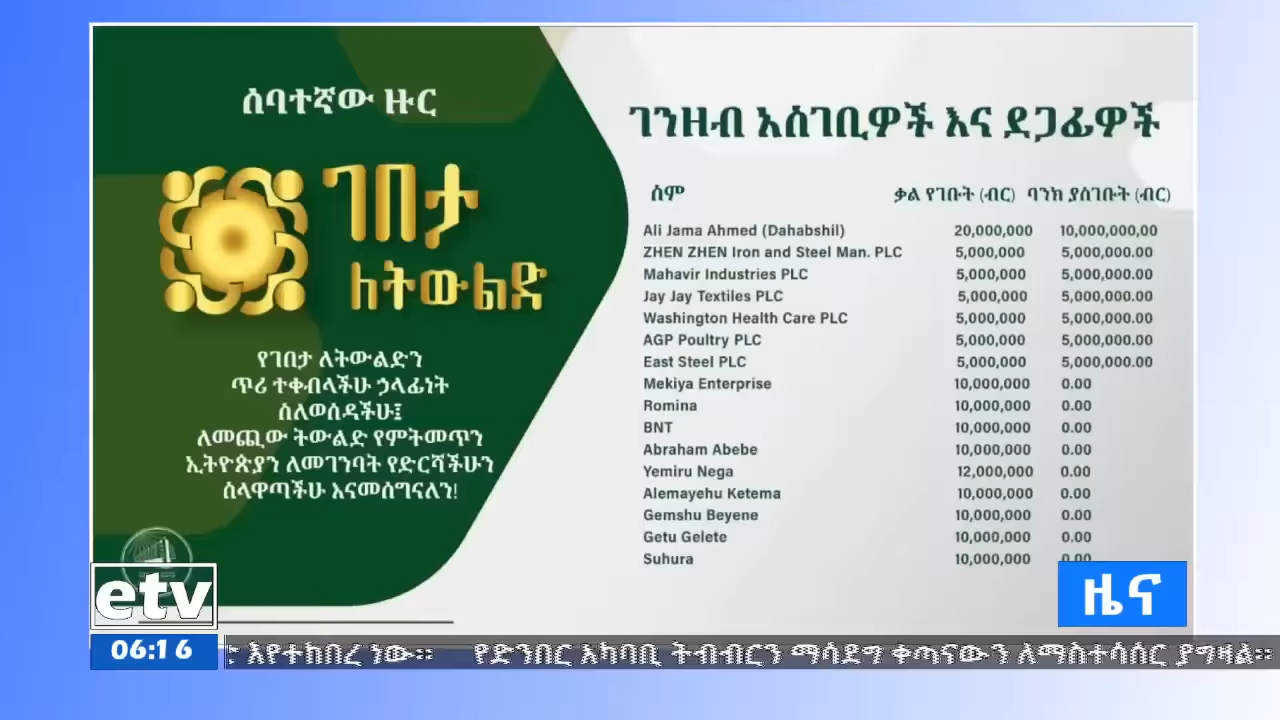 ሰባተኛው ዙር
ገበታ
ለትውልድ
የገበታ ለትውልድን
ጥሪ ተቀብላችሁ ኃላፊነት
ስለወሰዳችሁ፤
ለመጪው ትውልድ የምትመጥን
ኢትዮጵያን ለመገንባት የድርሻችሁን
ስላዋጣችሁ እናመሰግናለን!
ገንዘብ አስገቢዎች እና ደጋፊዎች
ስም ቃል የገቡት (ብር) ባንክ ያስገቡት (ብር)
Ali Jama Ahmed (Dahabshil) 20,000,000 10,000,000,00
ZHEN ZHEN Iron and Steel Man. PLC 5,000,000 5,000,000.00
Mahavir Industries PLC 5,000,000 5,000,000.00
Jay Jay Textiles PLC 5,000,000 5,000,000.00
Washington Health Care PLC 5,000,000 5,000,000.00
AGP Poultry PLC 5,000,000 5,000,000.00
East Steel PLC 5,000,000 5,000,000.00
Mekiya Enterprise 10,000,000 0.00
Romina 10,000,000 0.00
BNT 10,000,000 0.00
Abraham Abebe 10,000,000 0.00
Yemiru Nega 12,000,000 0.00
Alemayehu Ketema 10,000,000 0.00
Gemshu Beyene 10,000,000 0.00
Getu Gelete 10,000,000 0.00
Suhura 10,000,000 0.00
etv
ዜና
06:16 እየተከበረ ነው። የድንበር አካባቢ ትብብርን ማሳደግ ቀጣናውን ለማስተሳሰር ያግዛል።